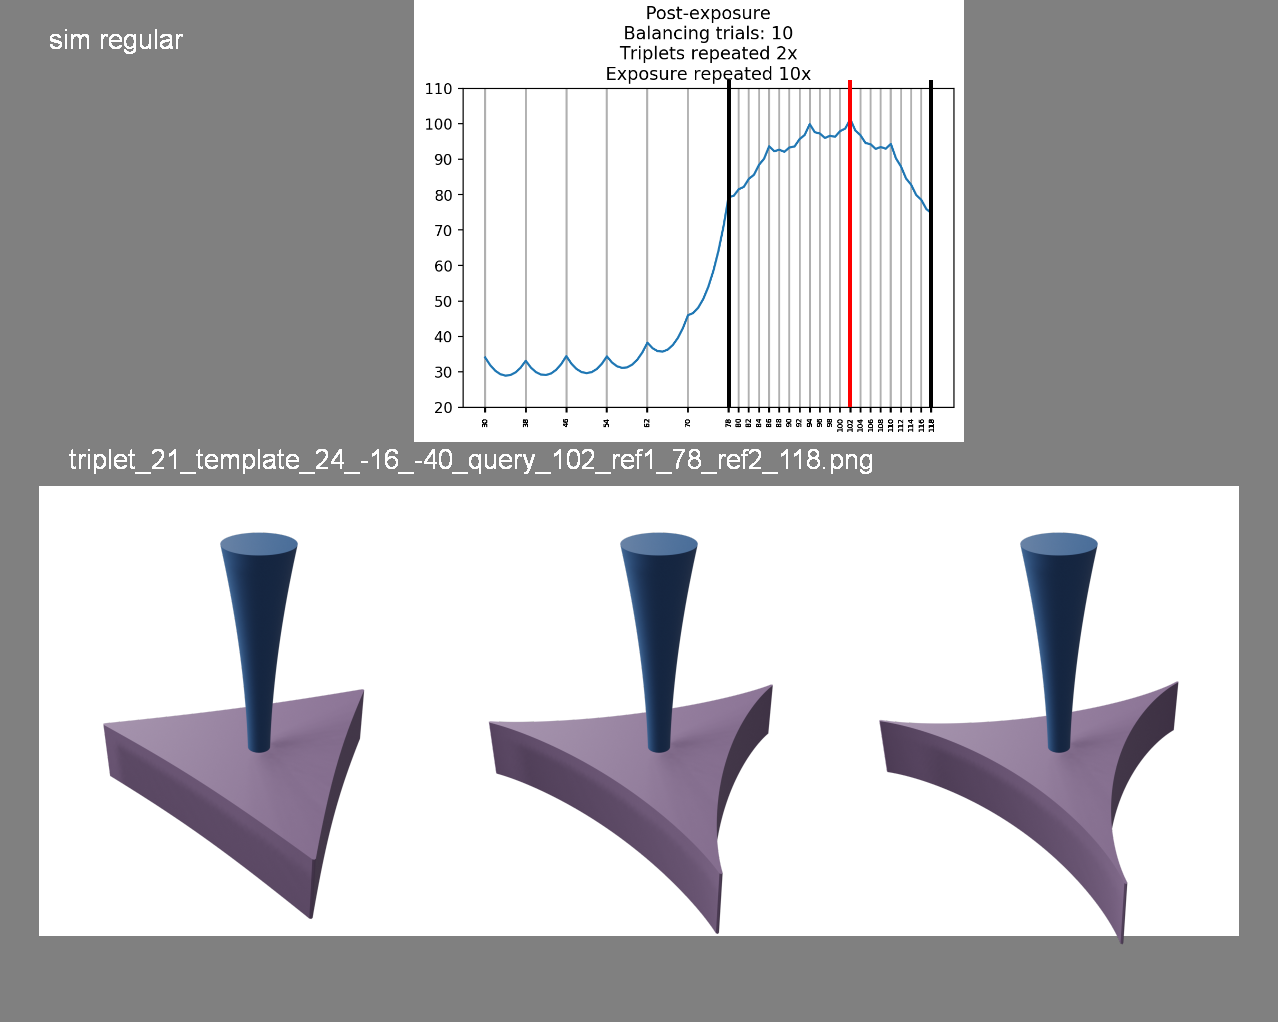 sim regular
Post-exposure
Balancing trials: 10
Triplets repeated 2x
Exposure repeated 10x
110
100
90
80
70
60
50
40
30
20
30 38 46 54 62 70 78 80 82 84 86 88 90 92 94 96 98 100 102 104 106 108 110 112 114 116 118
triplet_21_template_24_-16_-40_query_102_ref1_78_ref2_118.png